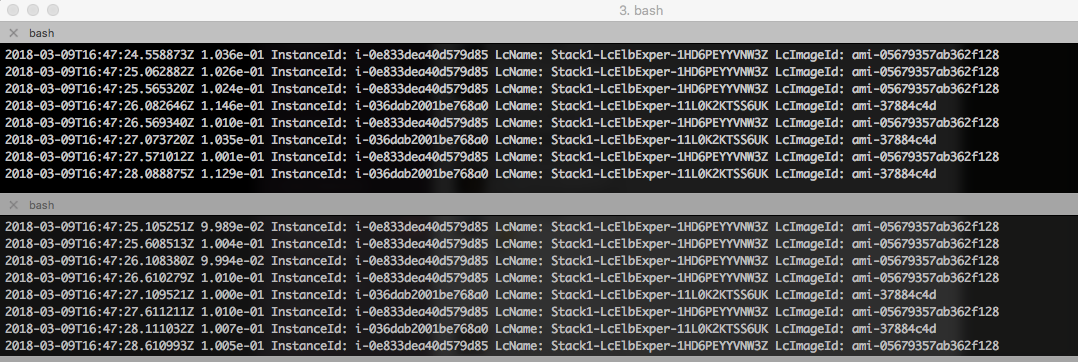 3. bash
× bash
2018-03-09T16:47:24.558873Z 1.036e-01 InstanceId: i-0e833dea40d579d85 LcName: Stack1-LcElbExper-1HD6PEYYVNW3Z LcImageId: ami-05679357ab362f128
2018-03-09T16:47:25.062882Z 1.026e-01 InstanceId: i-0e833dea40d579d85 LcName: Stack1-LcElbExper-1HD6PEYYVNW3Z LcImageId: ami-05679357ab362f128
2018-03-09T16:47:25.565320Z 1.024e-01 InstanceId: i-0e833dea40d579d85 LcName: Stack1-LcElbExper-1HD6PEYYVNW3Z LcImageId: ami-05679357ab362f128
2018-03-09T16:47:26.082646Z 1.146e-01 InstanceId: i-036dab2001be768a0 LcName: Stack1-LcElbExper-11L0K2KTSS6UK LcImageId: ami-37884c4d
2018-03-09T16:47:26.569340Z 1.010e-01 InstanceId: i-0e833dea40d579d85 LcName: Stack1-LcElbExper-1HD6PEYYVNW3Z LcImageId: ami-05679357ab362f128
2018-03-09T16:47:27.073720Z 1.035e-01 InstanceId: i-036dab2001be768a0 LcName: Stack1-LcElbExper-11L0K2KTSS6UK LcImageId: ami-37884c4d
2018-03-09T16:47:27.571012Z 1.001e-01 InstanceId: i-0e833dea40d579d85 LcName: Stack1-LcElbExper-1HD6PEYYVNW3Z LcImageId: ami-05679357ab362f128
2018-03-09T16:47:28.088875Z 1.129e-01 InstanceId: i-036dab2001be768a0 LcName: Stack1-LcElbExper-11L0K2KTSS6UK LcImageId: ami-37884c4d
× bash
2018-03-09T16:47:25.105251Z 9.989e-02 InstanceId: i-0e833dea40d579d85 LcName: Stack1-LcElbExper-1HD6PEYYVNW3Z LcImageId: ami-05679357ab362f128
2018-03-09T16:47:25.608513Z 1.004e-01 InstanceId: i-0e833dea40d579d85 LcName: Stack1-LcElbExper-1HD6PEYYVNW3Z LcImageId: ami-05679357ab362f128
2018-03-09T16:47:26.108380Z 9.994e-02 InstanceId: i-0e833dea40d579d85 LcName: Stack1-LcElbExper-1HD6PEYYVNW3Z LcImageId: ami-05679357ab362f128
2018-03-09T16:47:26.610279Z 1.010e-01 InstanceId: i-0e833dea40d579d85 LcName: Stack1-LcElbExper-1HD6PEYYVNW3Z LcImageId: ami-05679357ab362f128
2018-03-09T16:47:27.109521Z 1.000e-01 InstanceId: i-036dab2001be768a0 LcName: Stack1-LcElbExper-11L0K2KTSS6UK LcImageId: ami-37884c4d
2018-03-09T16:47:27.611211Z 1.010e-01 InstanceId: i-0e833dea40d579d85 LcName: Stack1-LcElbExper-1HD6PEYYVNW3Z LcImageId: ami-05679357ab362f128
2018-03-09T16:47:28.111032Z 1.007e-01 InstanceId: i-036dab2001be768a0 LcName: Stack1-LcElbExper-11L0K2KTSS6UK LcImageId: ami-37884c4d
2018-03-09T16:47:28.610993Z 1.005e-01 InstanceId: i-0e833dea40d579d85 LcName: Stack1-LcElbExper-1HD6PEYYVNW3Z LcImageId: ami-05679357ab362f128